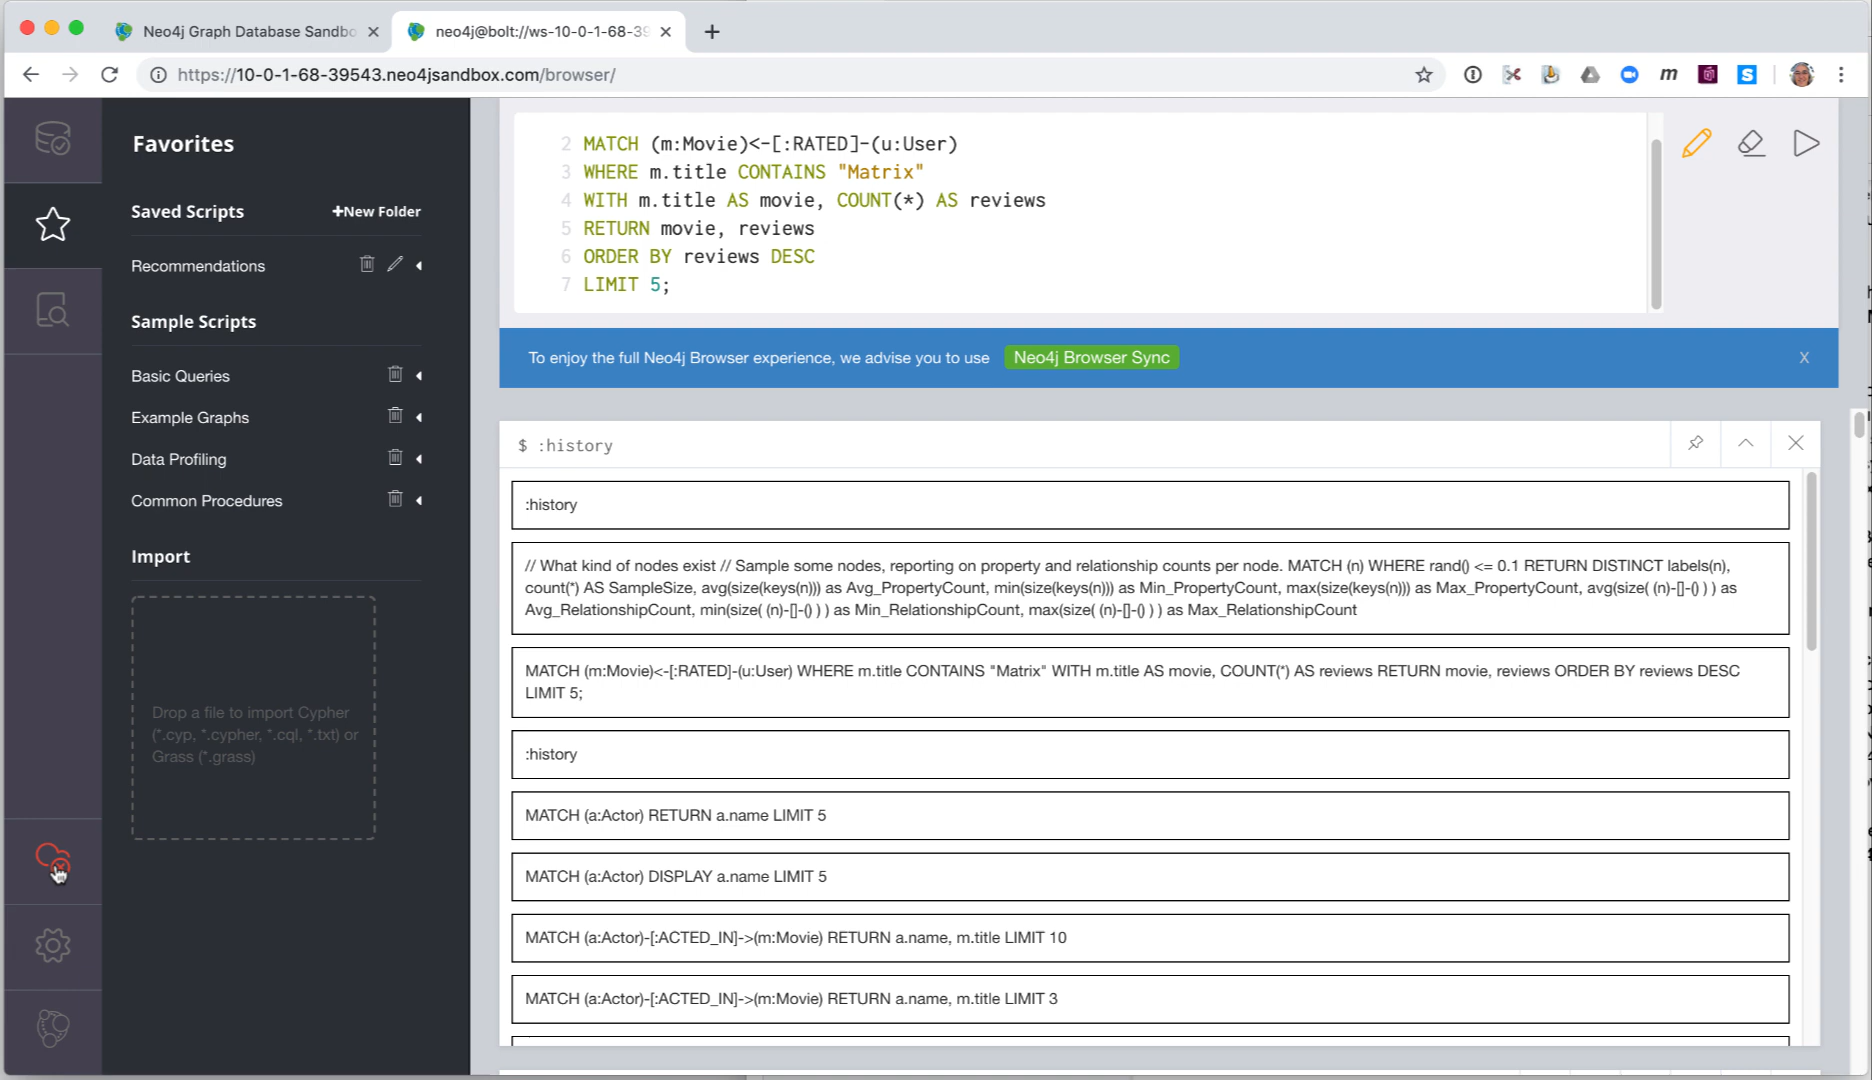 Neo4j Graph Database Sandbo
neo4j@bolt://ws-10-0-1-68-39
https://10-0-1-68-39543.neo4jsandbox.com/browser/
Favorites
Saved Scripts
+New Folder
Recommendations
Sample Scripts
Basic Queries
Example Graphs
Data Profiling
Common Procedures
Import
Drop a file to import Cypher
(*.cyp, *.cypher, *.cql, *.txt) or
Grass (*.grass)
2 MATCH (m:Movie)<-[:RATED]-(u:User)
3 WHERE m.title CONTAINS "Matrix"
4 WITH m.title AS movie, COUNT(*) AS reviews
5 RETURN movie, reviews
6 ORDER BY reviews DESC
7 LIMIT 5;
To enjoy the full Neo4j Browser experience, we advise you to use Neo4j Browser Sync
X
$ :history
:history
// What kind of nodes exist // Sample some nodes, reporting on property and relationship counts per node. MATCH (n) WHERE rand() <= 0.1 RETURN DISTINCT labels(n),
count(*) AS SampleSize, avg(size(keys(n))) as Avg_PropertyCount, min(size(keys(n))) as Min_PropertyCount, max(size(keys(n))) as Max_PropertyCount, avg(size( (n)-[]-() ) ) as
Avg_RelationshipCount, min(size( (n)-[]-() ) ) as Min_RelationshipCount, max(size( (n)-[]-() ) ) as Max_RelationshipCount
MATCH (m:Movie)<-[:RATED]-(u:User) WHERE m.title CONTAINS "Matrix" WITH m.title AS movie, COUNT(*) AS reviews RETURN movie, reviews ORDER BY reviews DESC
LIMIT 5;
:history
MATCH (a:Actor) RETURN a.name LIMIT 5
MATCH (a:Actor) DISPLAY a.name LIMIT 5
MATCH (a:Actor)-[:ACTED_IN]->(m:Movie) RETURN a.name, m.title LIMIT 10
MATCH (a:Actor)-[:ACTED_IN]->(m:Movie) RETURN a.name, m.title LIMIT 3